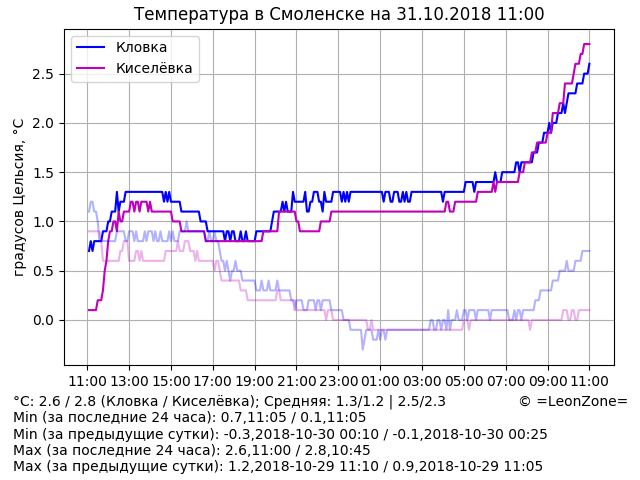 Температура в Смоленске на 31.10.2018 11:00
Кловка
Киселёвка
градусов Цельсия, °C
2.5
2.0
1.5
1.0
0.5
0.0
11:00 13:00 15:00 17:00 19:00 21:00 23:00 01:00 03:00 05:00 07:00 09:00 11:00
°C: 2.6 / 2.8 (Кловка / Киселёвка); Средняя: 1.3/1.2 | 2.5/2.3 © =LeonZone=
Min (за последние 24 часа): 0.7,11:05 / 0.1,11:05
Min (за предыдущие сутки): -0.3,2018-10-30 00:10 / -0.1,2018-10-30 00:25
Max (за последние 24 часа): 2.6,11:00 / 2.8,10:45
Max (за предыдущие сутки): 1.2,2018-10-29 11:10 / 0.9,2018-10-29 11:05